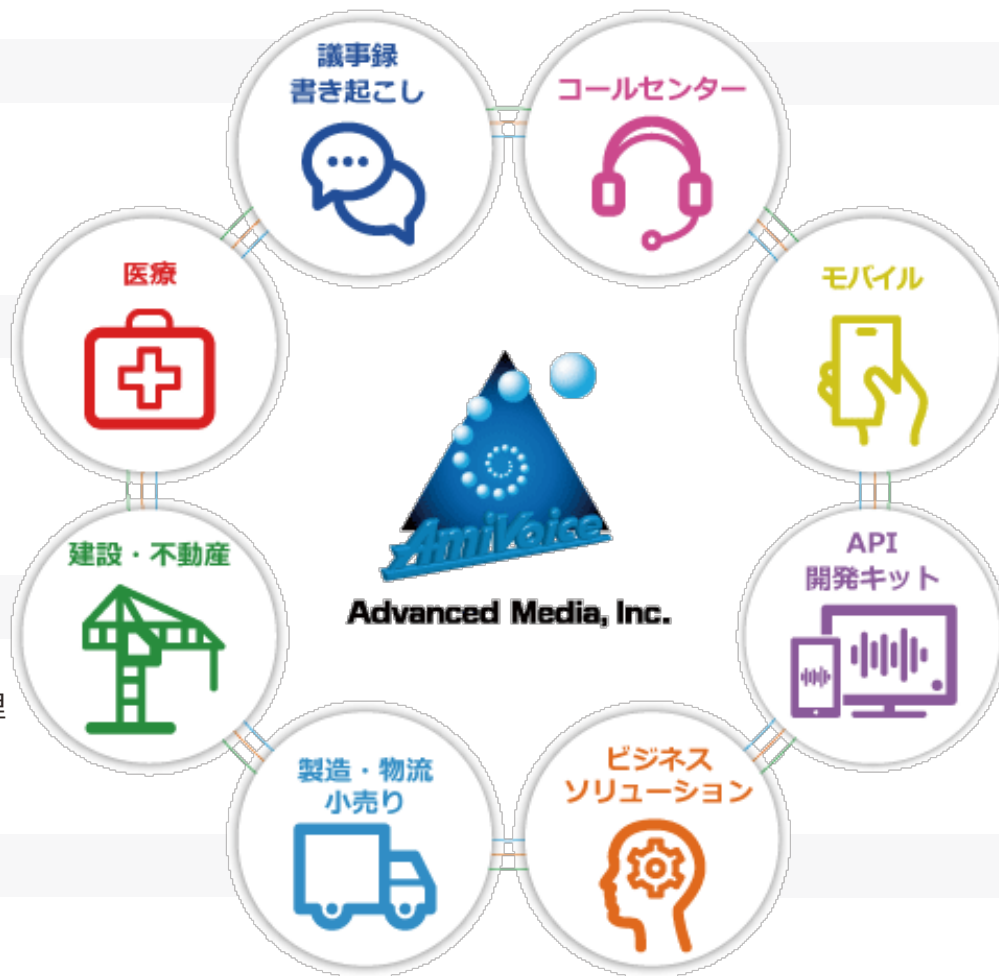 議事録
書き起こし
コールセンター
医療
モバイル
AmiVoice
Advanced Media, Inc.
建設・不動産
API
開発キット
理
製造・物流
小売り
ビジネス
ソリューション